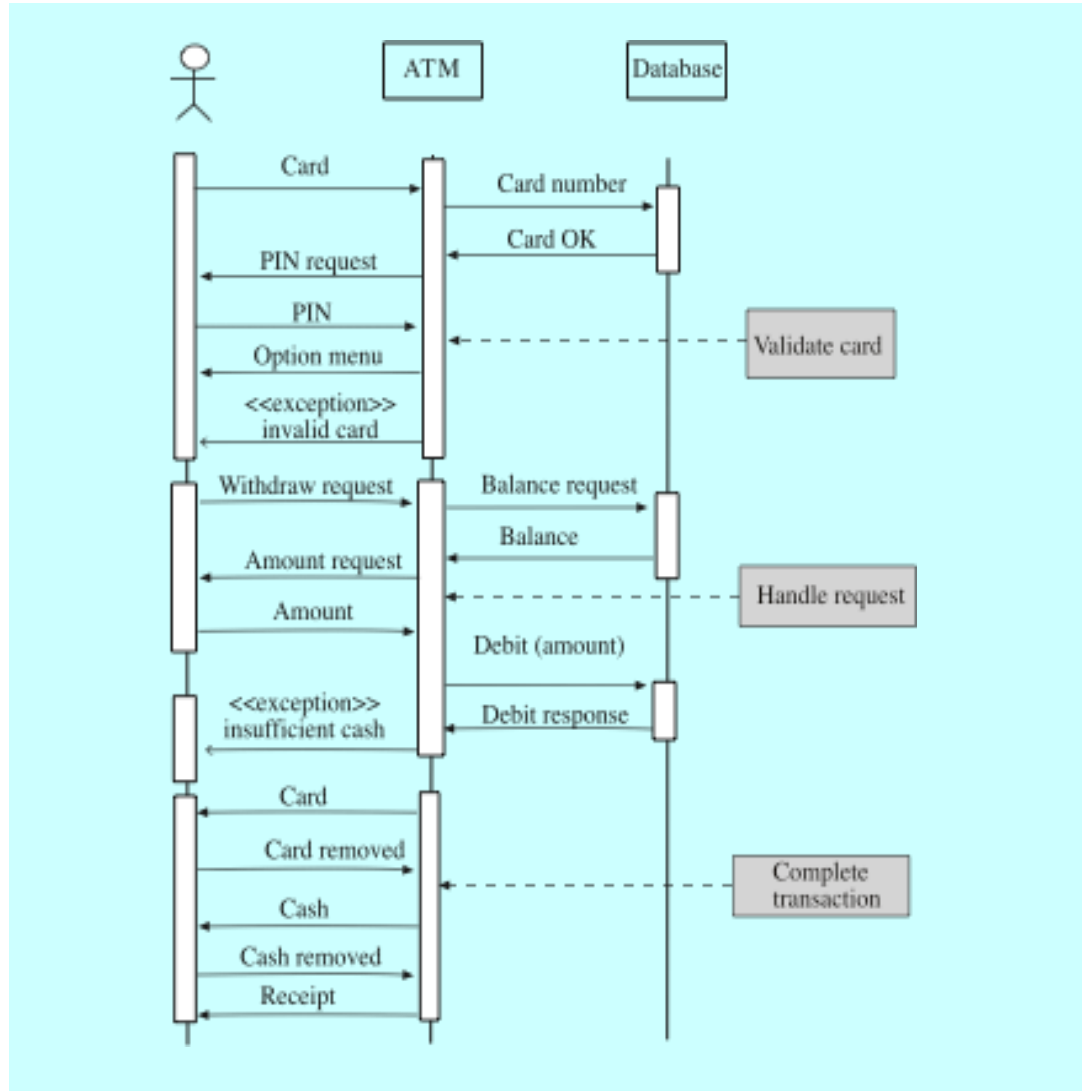 ATM
Database
Card
Card number
Card OK
PIN request
PIN
Validate card
Option menu
<<exception>>
invalid card
Withdraw request
Balance request
Balance
Amount request
Handle request
Amount
Debit (amount)
<<exception>>
insufficient cash
Debit response
Card
Card removed
Complete
transaction
Cash
Cash removed
Receipt